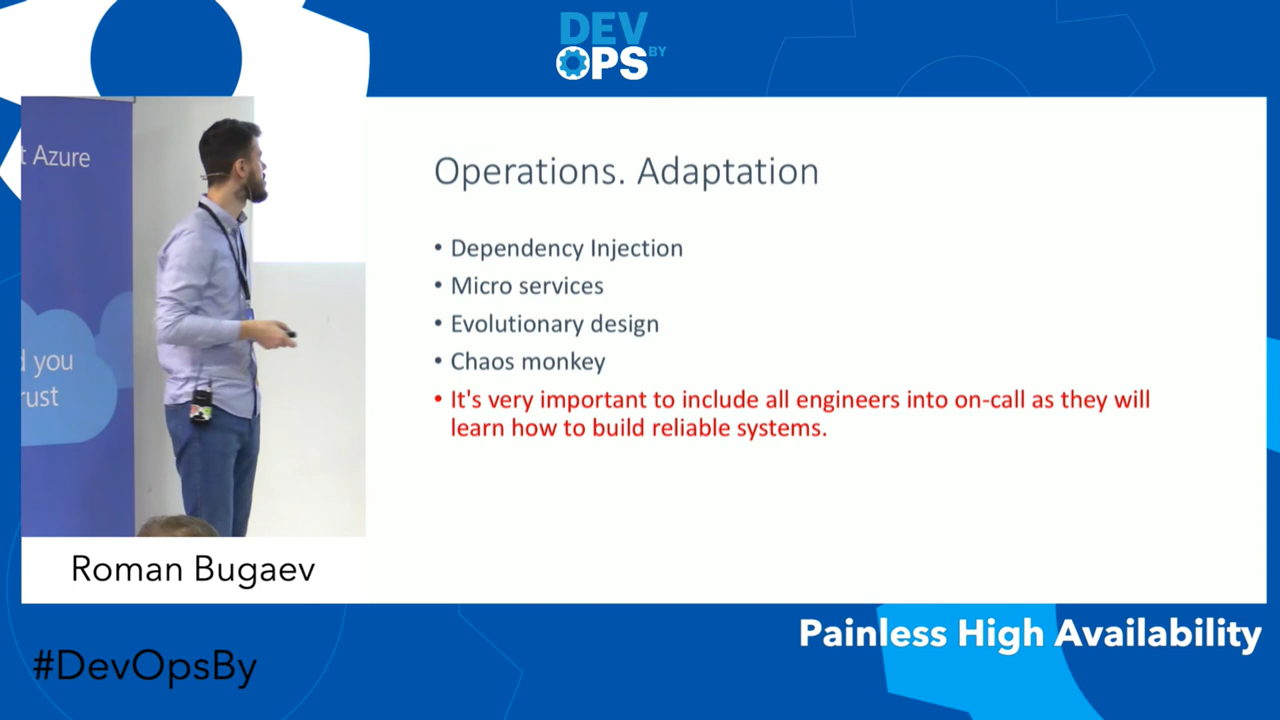 DEV
OPS BY
t Azure
d you
rust
Operations. Adaptation
• Dependency Injection
• Micro services
• Evolutionary design
• Chaos monkey
• It's very important to include all engineers into on-call as they will
learn how to build reliable systems.
Roman Bugaev
Painless High Availability
#DevOpsBy